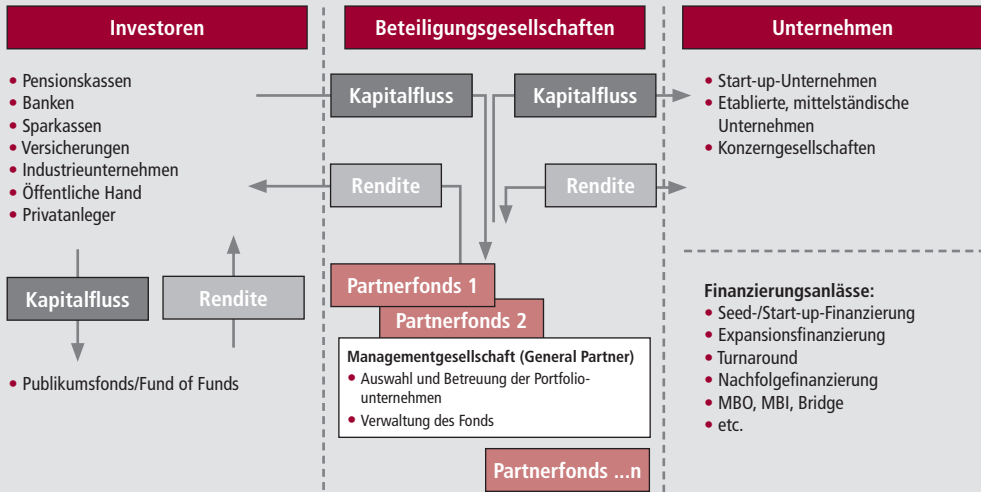 Investoren
• Pensionskassen
• Banken
• Sparkassen
• Versicherungen
• Industrieunternehmen
• Öffentliche Hand
• Privatanleger
Kapitalfluss
Rendite
• Publikumsfonds/Fund of Funds
Beteiligungsgesellschaften
Kapitalfluss
Kapitalfluss
Rendite
Rendite
Partnerfonds 1
Partnerfonds 2
Managementgesellschaft (General Partner)
• Auswahl und Betreuung der Portfolio-
unternehmen
• Verwaltung des Fonds
Partnerfonds ...n
Unternehmen
• Start-up-Unternehmen
• Etablierte, mittelständische
Unternehmen
• Konzerngesellschaften
Finanzierungsanlässe:
• Seed-/Start-up-Finanzierung
• Expansionsfinanzierung
• Turnaround
• Nachfolgefinanzierung
• MBO, MBI, Bridge
• etc.